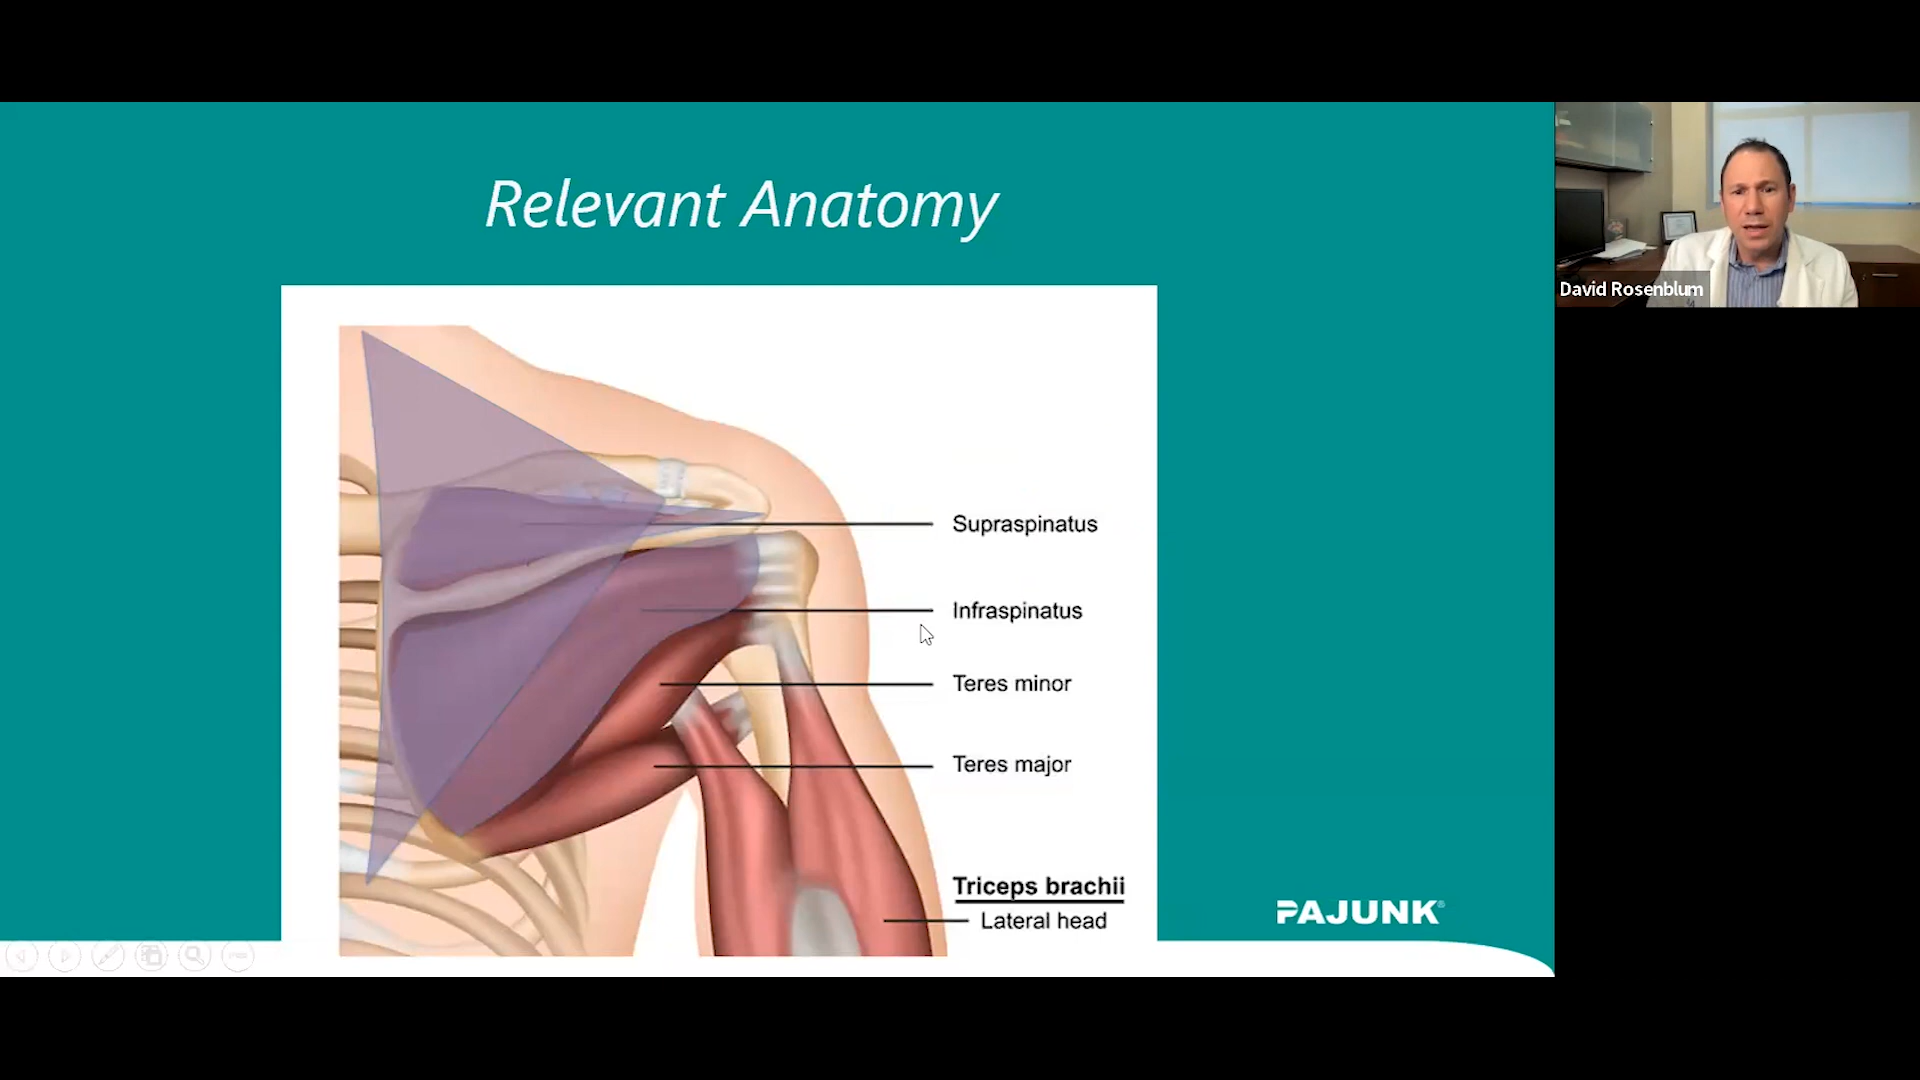 Relevant Anatomy
David Rosenblum
Supraspinatus
Infraspinatus
Teres minor
Teres major
Triceps brachii
Lateral head
PAJUNK®